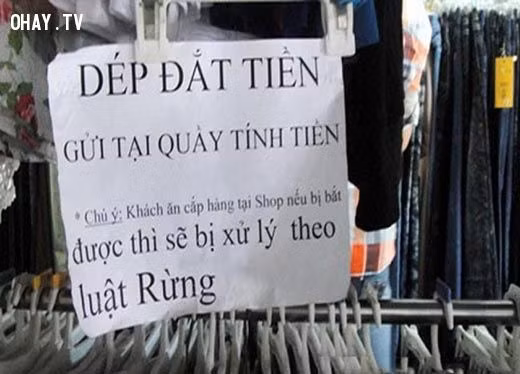 OHAY.TV
DÉP ĐẮT TIỀN
GỬI TẠI QUẦY TÍNH TIỀN
* Chú ý: Khách ăn cắp hàng tại Shop nếu bị bắt
được thì sẽ bị xử lý theo
luật Rừng